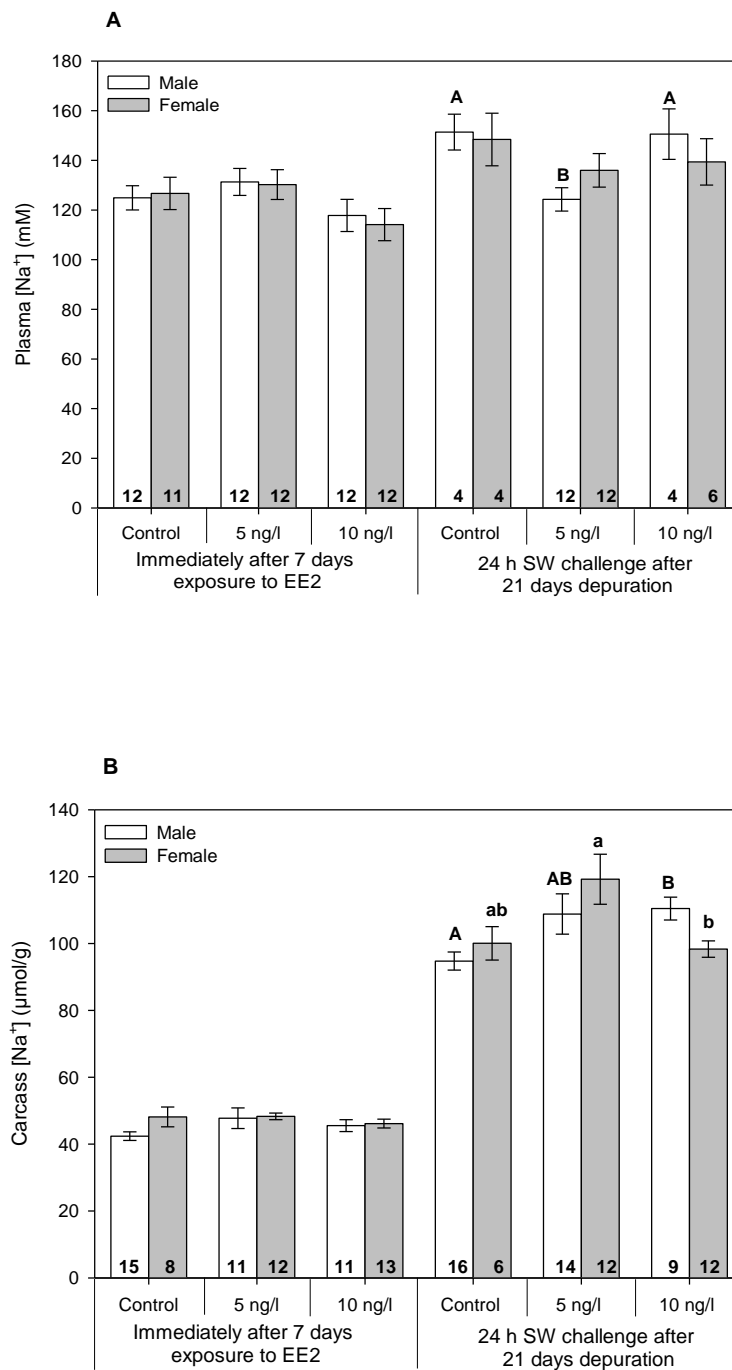 A
Plasma [Na⁺] (mM)
180
160
140
120
100
80
60
40
20
0
Male
Female
A
B
A
12 11 12 12 12 12 4 4 12 12 4 6
Control 5 ng/l 10 ng/l Control 5 ng/l 10 ng/l
Immediately after 7 days
exposure to EE2
24 h SW challenge after
21 days depuration
B
Carcass [Na⁺] (µmol/g)
140
120
100
80
60
40
20
0
Male
Female
A
ab
AB
a
B
b
15 8 11 12 11 13 16 6 14 12 9 12
Control 5 ng/l 10 ng/l Control 5 ng/l 10 ng/l
Immediately after 7 days
exposure to EE2
24 h SW challenge after
21 days depuration